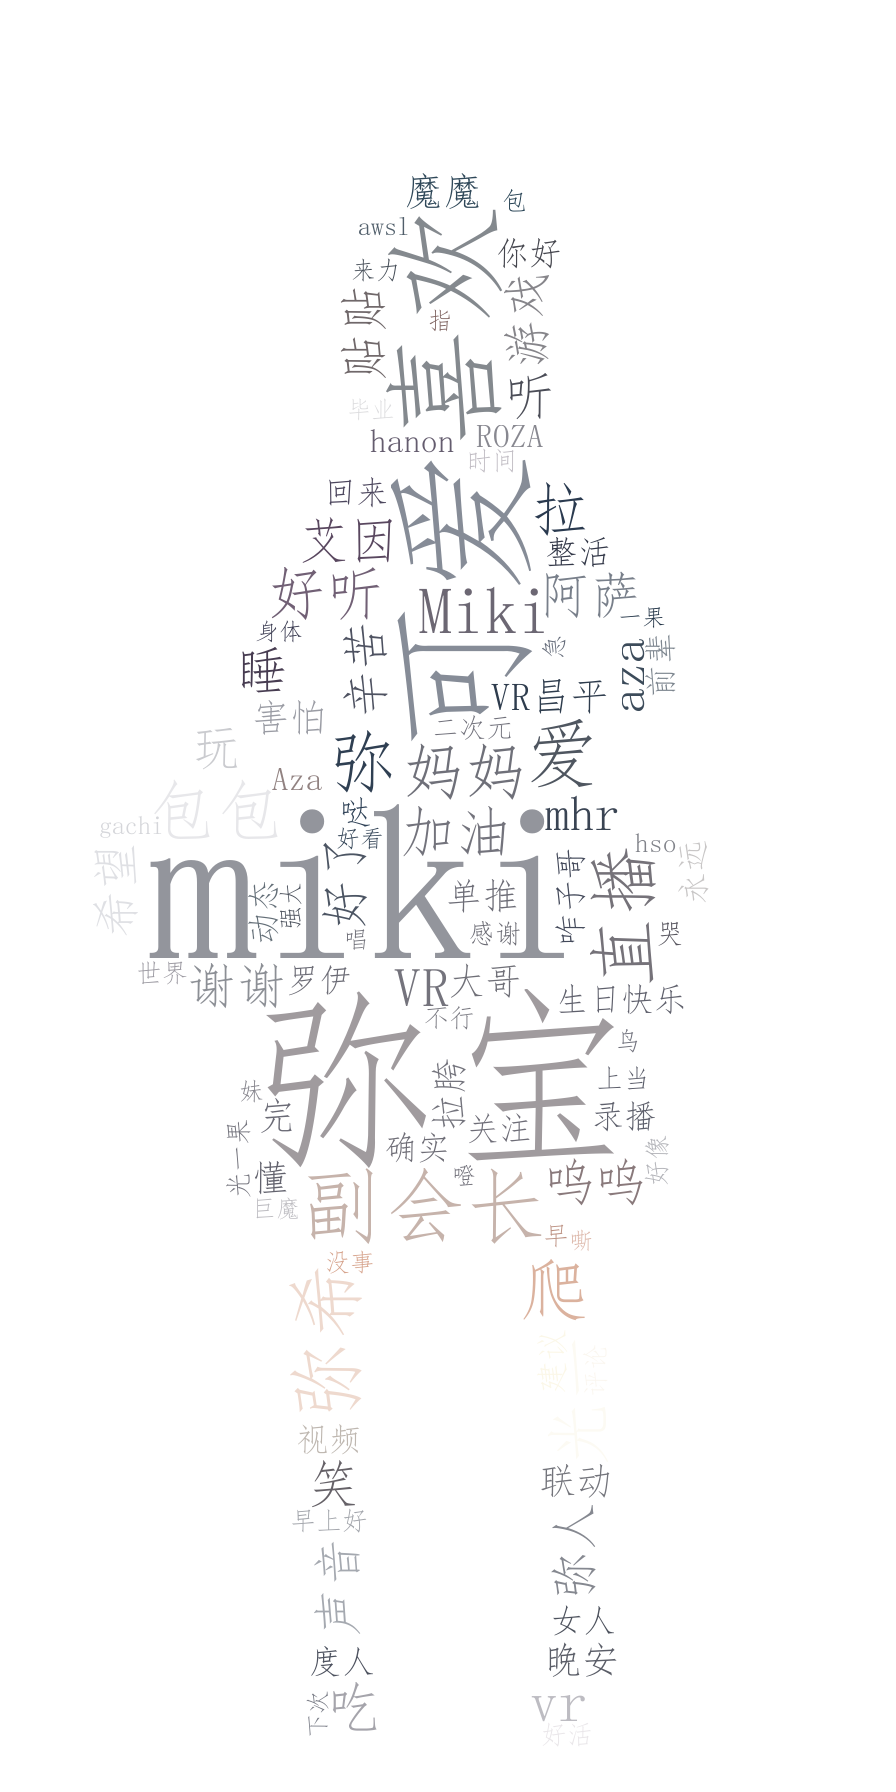 魔魔
包
awsl
喜欢
你好
来力
游戏
贴贴
指
听
毕业
hanon
ROZA
时间
回来
可爱
拉
艾因
整活
好听
Miki
阿萨
一果
身体
辛苦
急
aza
前辈
睡
VR昌平
害怕
二次元
玩
弥
妈妈
爱
Aza
包包
哒
mhr
gachi
miki
加油
好看
hso
希望
好了
直播
永远
动态
强大
单推
咋于哥
唱
感谢
哭
世界
谢谢
罗伊
VR
大哥
生日快乐
不行
弥宝
鸟
拉胯
上当
妹
完
关注
录播
光一果
确实
好像
懂
噔
呜呜
巨魔
副会长
早
嘶
没事
弥希
爬
建议
评论
光一
视频
笑
联动
早上好
弥人
声音
女人
度人
晚安
下次
吃
vr
好活